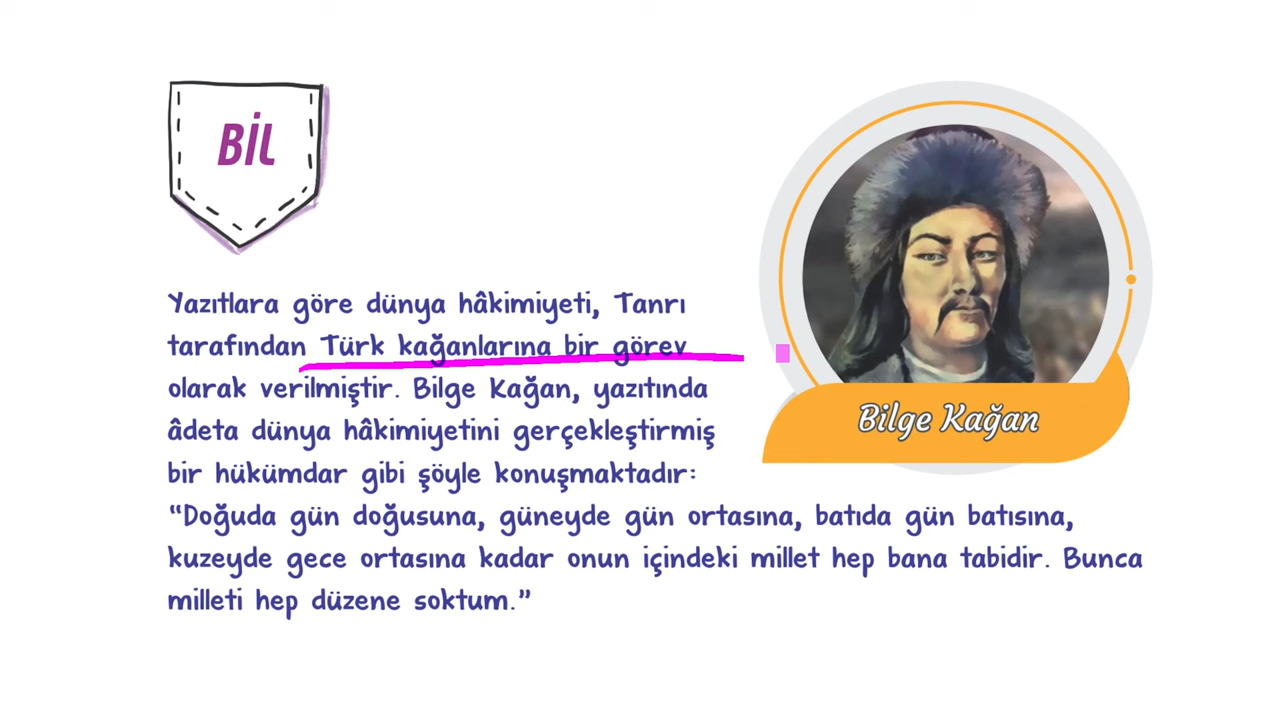 BİL
Yazıtlara göre dünya hâkimiyeti, Tanrı
tarafından Türk kağanlarına bir görev
olarak verilmiştir. Bilge Kağan, yazıtında
âdeta dünya hâkimiyetini gerçekleştirmiş
bir hükümdar gibi şöyle konuşmaktadır:
“Doğuda gün doğusuna, güneyde gün ortasına, batıda gün batısına,
kuzeyde gece ortasına kadar onun içindeki millet hep bana tabidir. Bunca
milleti hep düzene soktum.”
Bilge Kağan